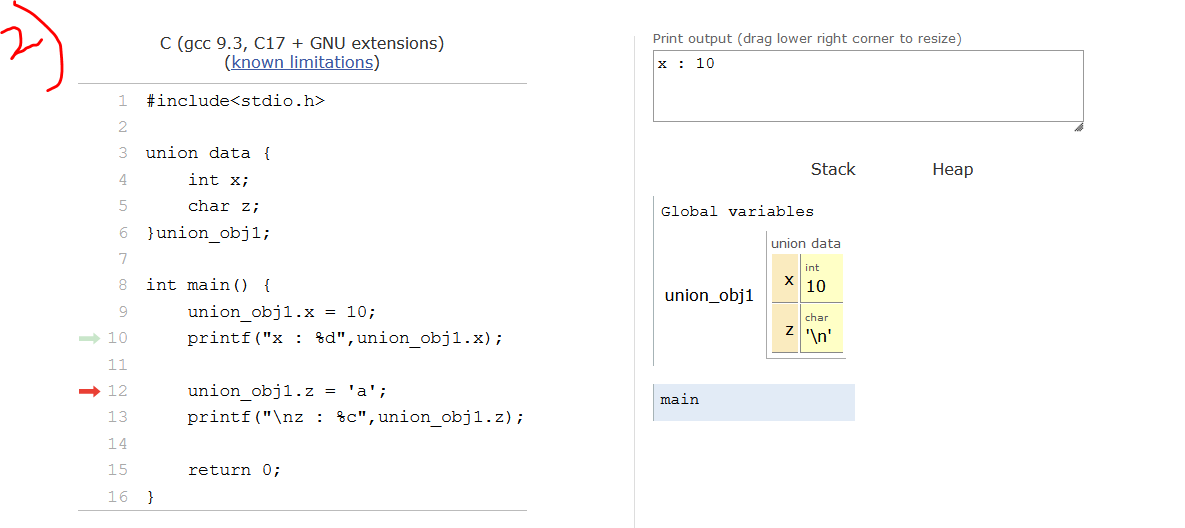 2)
C (gcc 9.3, C17 + GNU extensions)
(known limitations)
1 #include<stdio.h>
2
3 union data {
4     int x;
5     char z;
6 }union_obj1;
7
8 int main() {
9     union_obj1.x = 10;
10     printf("x : %d",union_obj1.x);
11
12     union_obj1.z = 'a';
13     printf("\nz : %c",union_obj1.z);
14
15     return 0;
16 }
Print output (drag lower right corner to resize)
x : 10
Stack Heap
Global variables
union data
union_obj1
int
x 10
char
z '\n'
main